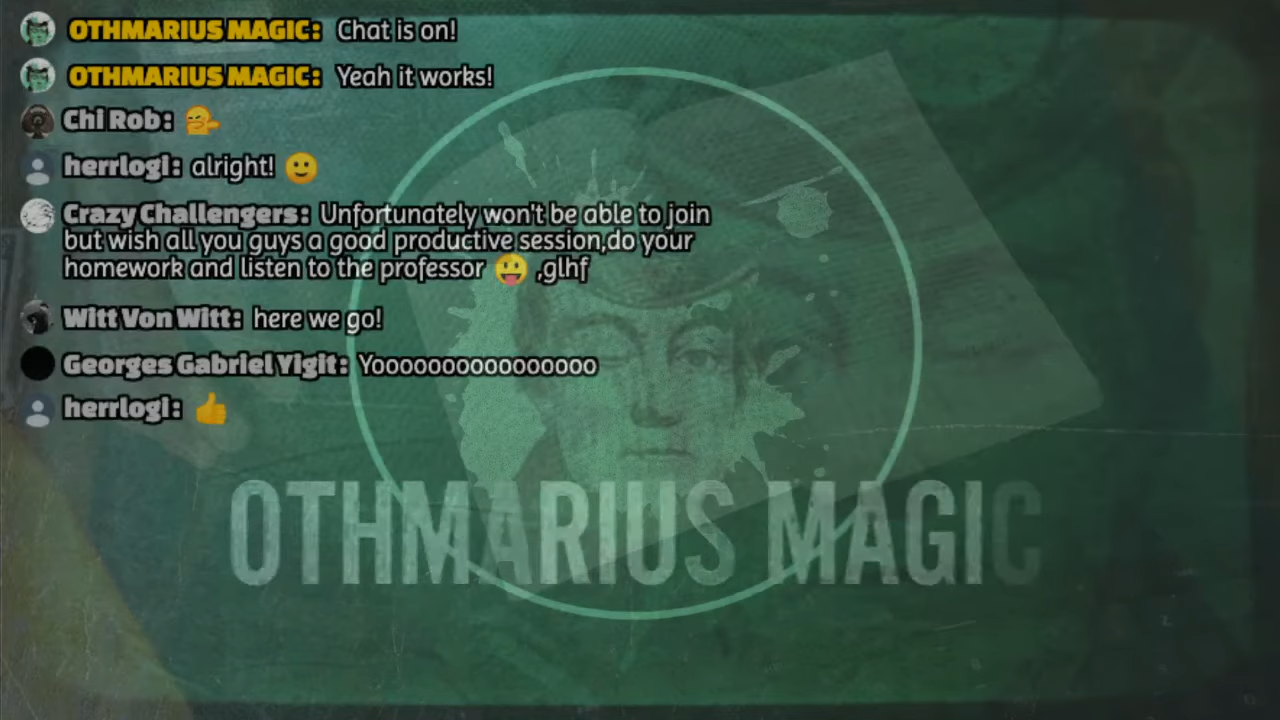 OTHMARIUS MAGIC: Chat is on!
OTHMARIUS MAGIC: Yeah it works!
Chi Rob: 🫡
herrlogi: alright! 🙂
Crazy Challengers: Unfortunately won't be able to join
but wish all you guys a good productive session,do your
homework and listen to the professor 😛 ,glhf
Witt Von Witt: here we go!
Georges Gabriel Yigit: Yoooooooooooooooo
herrlogi: 👍
OTHMARIUS MAGIC